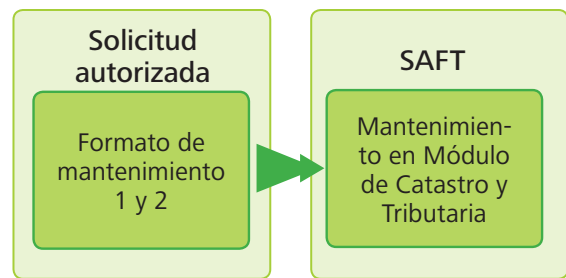 Solicitud
autorizada
Formato de
mantenimiento
1 y 2
SAFT
Mantenimien-
to en Módulo
de Catastro y
Tributaria